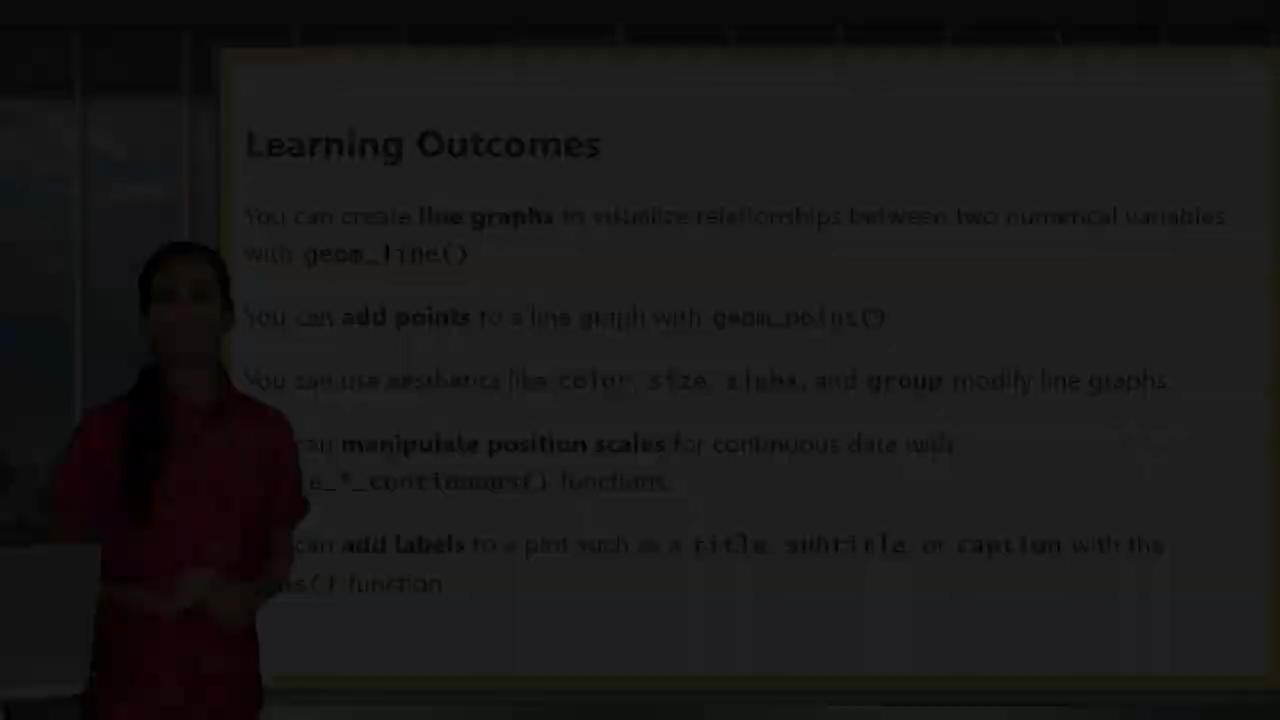 Learning Outcomes
You can create line graphs to visualize relationships between two numerical variables
with geom_line()
You can add points to a line graph with geom_point()
You can use aesthetics like color, size, alpha, and group modify line graphs
can manipulate position scales for continuous data with
e_*_continuous() functions
can add labels to a plot such as a title, subtitle, or caption with the
function